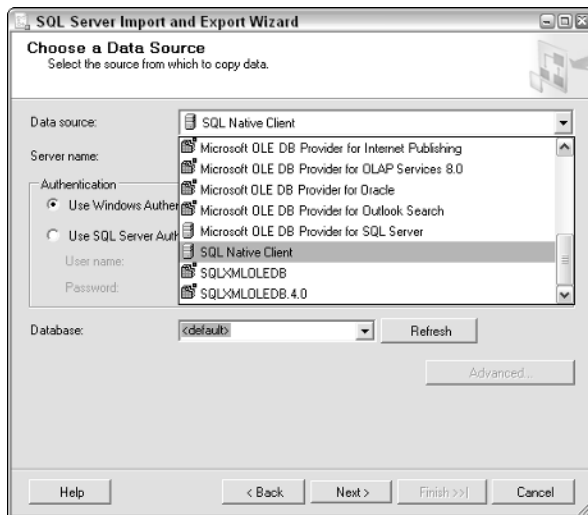 SQL Server Import and Export Wizard
Choose a Data Source
Select the source from which to copy data.
Data source:
SQL Native Client
Server name:
Microsoft OLE DB Provider for Internet Publishing
Microsoft OLE DB Provider for OLAP Services 8.0
Authentication
Microsoft OLE DB Provider for Oracle
Use Windows Authen
Microsoft OLE DB Provider for Outlook Search
Microsoft OLE DB Provider for SQL Server
Use SQL Server Auth
SQL Native Client
User name:
SQLXMLOLEDB
Password:
SQLXMLOLEDB.4.0
Database:
<default>
Refresh
Advanced...
Help
< Back
Next >
Finish >>|
Cancel